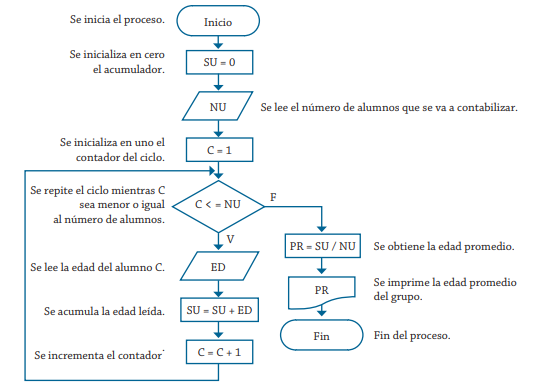 Se inicia el proceso.
Inicio
Se inicializa en cero
el acumulador.
SU = 0
NU
Se lee el número de alumnos que se va a contabilizar.
Se inicializa en uno el
contador del ciclo.
C = 1
Se repite el ciclo mientras C
sea menor o igual
al número de alumnos.
C < = NU
F
V
PR = SU / NU
Se obtiene la edad promedio.
Se lee la edad del alumno C.
ED
PR
Se imprime la edad promedio
del grupo.
Se acumula la edad leída.
SU = SU + ED
Fin
Fin del proceso.
Se incrementa el contador
C = C + 1